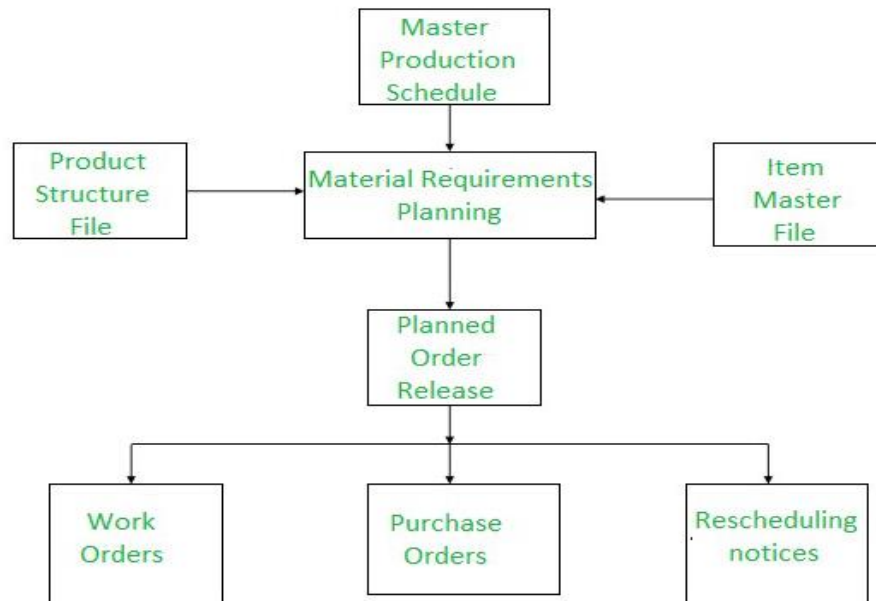 Master
Production
Schedule
Product
Structure
File
Material Requirements
Planning
Item
Master
File
Planned
Order
Release
Work
Orders
Purchase
Orders
Rescheduling
notices